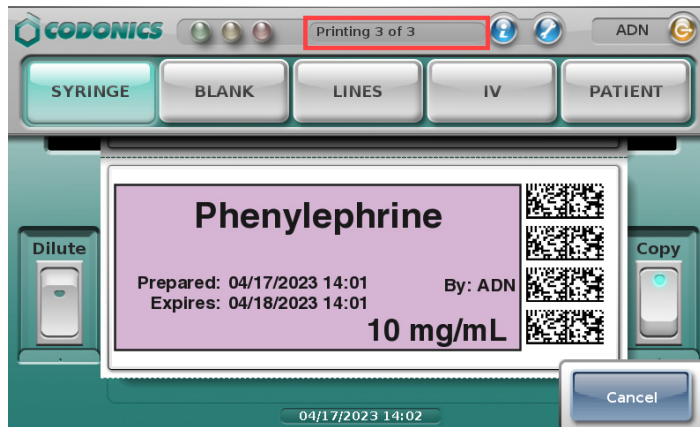 CODONICS
Printing 3 of 3
ADN
SYRINGE
BLANK
LINES
IV
PATIENT
Phenylephrine
Dilute
Copy
Prepared: 04/17/2023 14:01
By: ADN
Expires: 04/18/2023 14:01
10 mg/mL
Cancel
04/17/2023 14:02